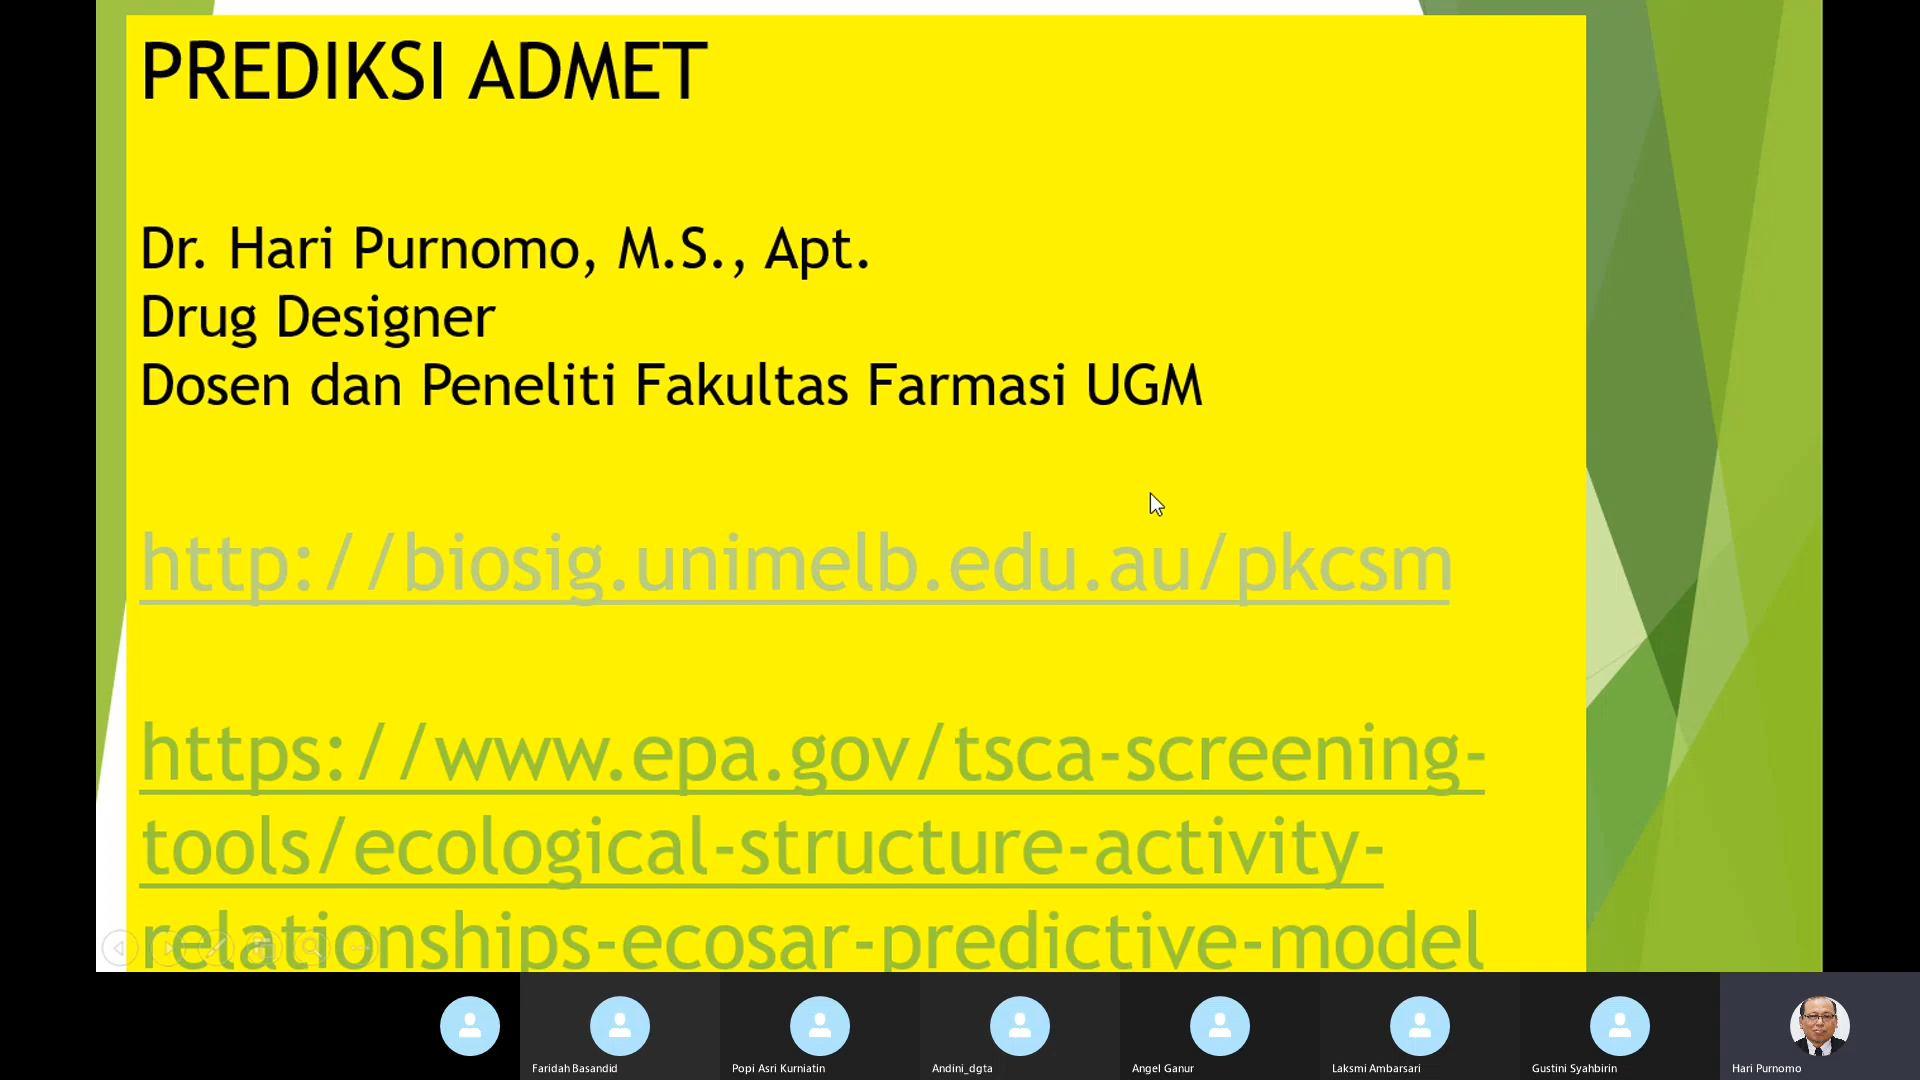 PREDIKSI ADMET
Dr. Hari Purnomo, M.S., Apt.
Drug Designer
Dosen dan Peneliti Fakultas Farmasi UGM
http://biosig.unimelb.edu.au/pkcsm
https://www.epa.gov/tsca-screening-
tools/ecological-structure-activity-
relationships-ecosar-predictive-model
Faridah Basandid
Popi Asri Kurniatin
Andini_dgta
Angel Ganur
Laksmi Ambarsari
Gustini Syahbirin
Hari Purnomo